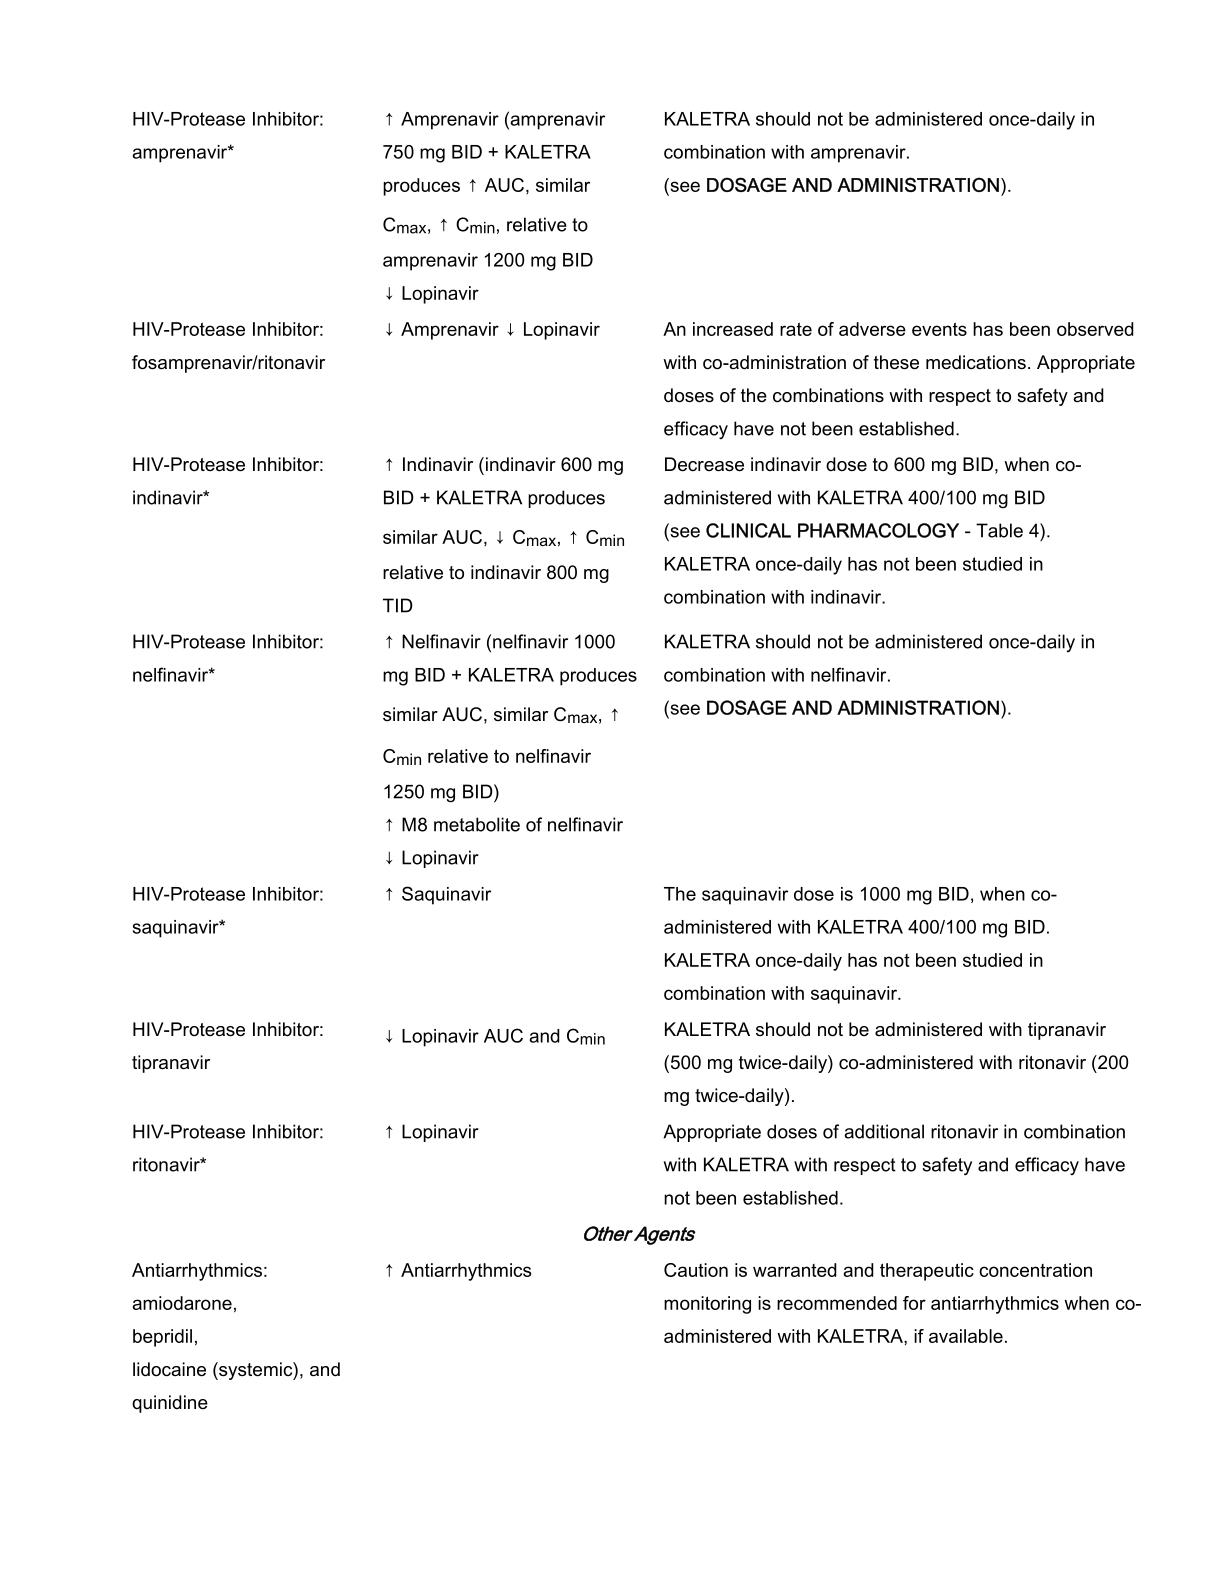 HIV-Protease Inhibitor:
amprenavir*
↑ Amprenavir (amprenavir
750 mg BID + KALETRA
produces ↑ AUC, similar
Cmax, ↑ Cmin, relative to
amprenavir 1200 mg BID
↓ Lopinavir
KALETRA should not be administered once-daily in
combination with amprenavir.
(see DOSAGE AND ADMINISTRATION).
HIV-Protease Inhibitor:
fosamprenavir/ritonavir
↓ Amprenavir ↓ Lopinavir
An increased rate of adverse events has been observed
with co-administration of these medications. Appropriate
doses of the combinations with respect to safety and
efficacy have not been established.
HIV-Protease Inhibitor:
indinavir*
↑ Indinavir (indinavir 600 mg
BID + KALETRA produces
similar AUC, ↓ Cmax, ↑ Cmin
relative to indinavir 800 mg
TID
Decrease indinavir dose to 600 mg BID, when co-
administered with KALETRA 400/100 mg BID
(see CLINICAL PHARMACOLOGY - Table 4).
KALETRA once-daily has not been studied in
combination with indinavir.
HIV-Protease Inhibitor:
nelfinavir*
↑ Nelfinavir (nelfinavir 1000
mg BID + KALETRA produces
similar AUC, similar Cmax, ↑
Cmin relative to nelfinavir
1250 mg BID)
↑ M8 metabolite of nelfinavir
↓ Lopinavir
KALETRA should not be administered once-daily in
combination with nelfinavir.
(see DOSAGE AND ADMINISTRATION).
HIV-Protease Inhibitor:
saquinavir*
↑ Saquinavir
The saquinavir dose is 1000 mg BID, when co-
administered with KALETRA 400/100 mg BID.
KALETRA once-daily has not been studied in
combination with saquinavir.
HIV-Protease Inhibitor:
tipranavir
↓ Lopinavir AUC and Cmin
KALETRA should not be administered with tipranavir
(500 mg twice-daily) co-administered with ritonavir (200
mg twice-daily).
HIV-Protease Inhibitor:
ritonavir*
↑ Lopinavir
Appropriate doses of additional ritonavir in combination
with KALETRA with respect to safety and efficacy have
not been established.
Other Agents
Antiarrhythmics:
amiodarone,
bepridil,
lidocaine (systemic), and
quinidine
↑ Antiarrhythmics
Caution is warranted and therapeutic concentration
monitoring is recommended for antiarrhythmics when co-
administered with KALETRA, if available.